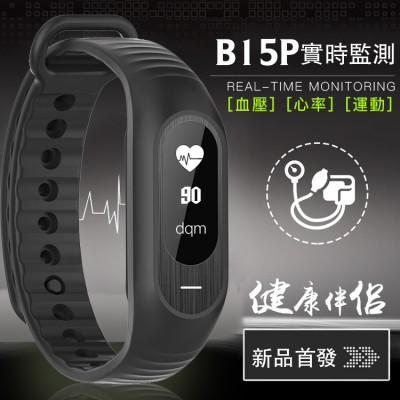 B15P實時監測
REAL-TIME MONITORING
[血壓] [心率] [運動]
90
dqm
健康伴侶
新品首發